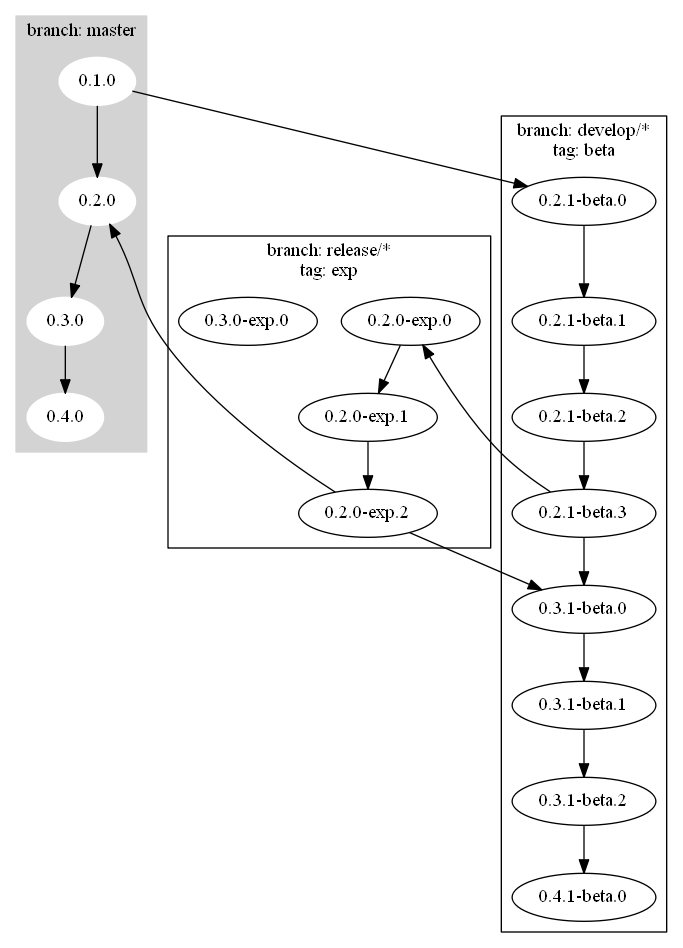 branch: master
0.1.0
0.2.0
0.3.0
0.4.0
branch: release/*
tag: exp
0.3.0-exp.0
0.2.0-exp.0
0.2.0-exp.1
0.2.0-exp.2
branch: develop/*
tag: beta
0.2.1-beta.0
0.2.1-beta.1
0.2.1-beta.2
0.2.1-beta.3
0.3.1-beta.0
0.3.1-beta.1
0.3.1-beta.2
0.4.1-beta.0